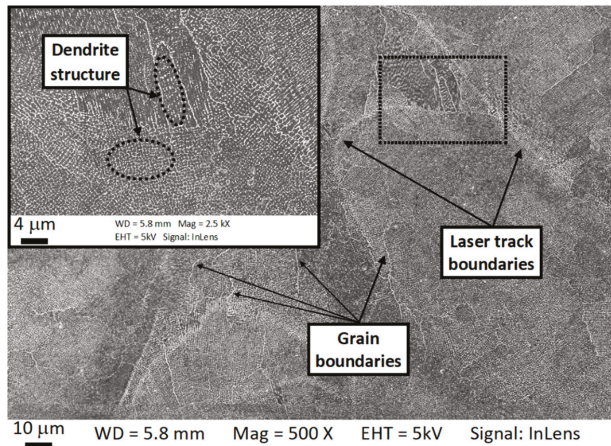 Dendrite
structure
4 μm
WD = 5.8 mm Mag = 2.5 kX
EHT = 5kV Signal: InLens
Laser track
boundaries
Grain
boundaries
10 μm WD = 5.8 mm Mag = 500 X EHT = 5kV Signal: InLens